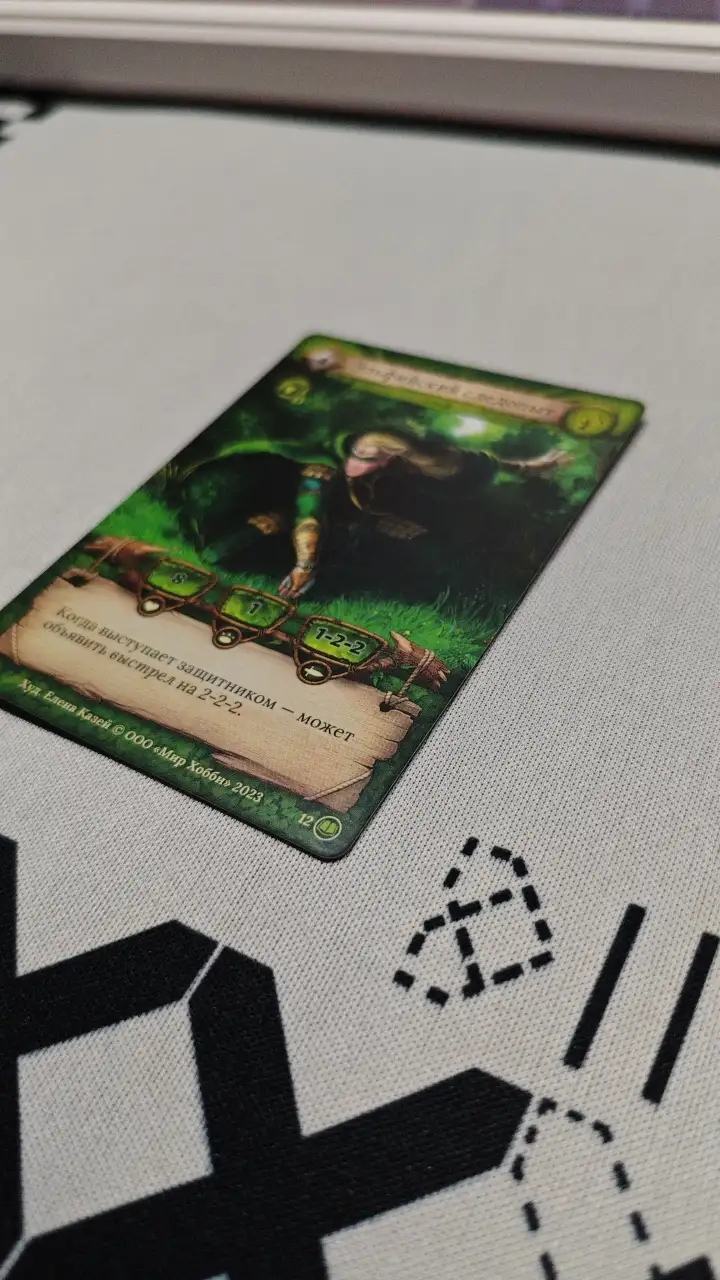 Эльфийский следопыт
8
1
1-2-2
Когда выступает защитником — может
объявить выстрел на 2-2-2.
Худ. Елена Казей © ООО «Мир Хобби» 2023
12